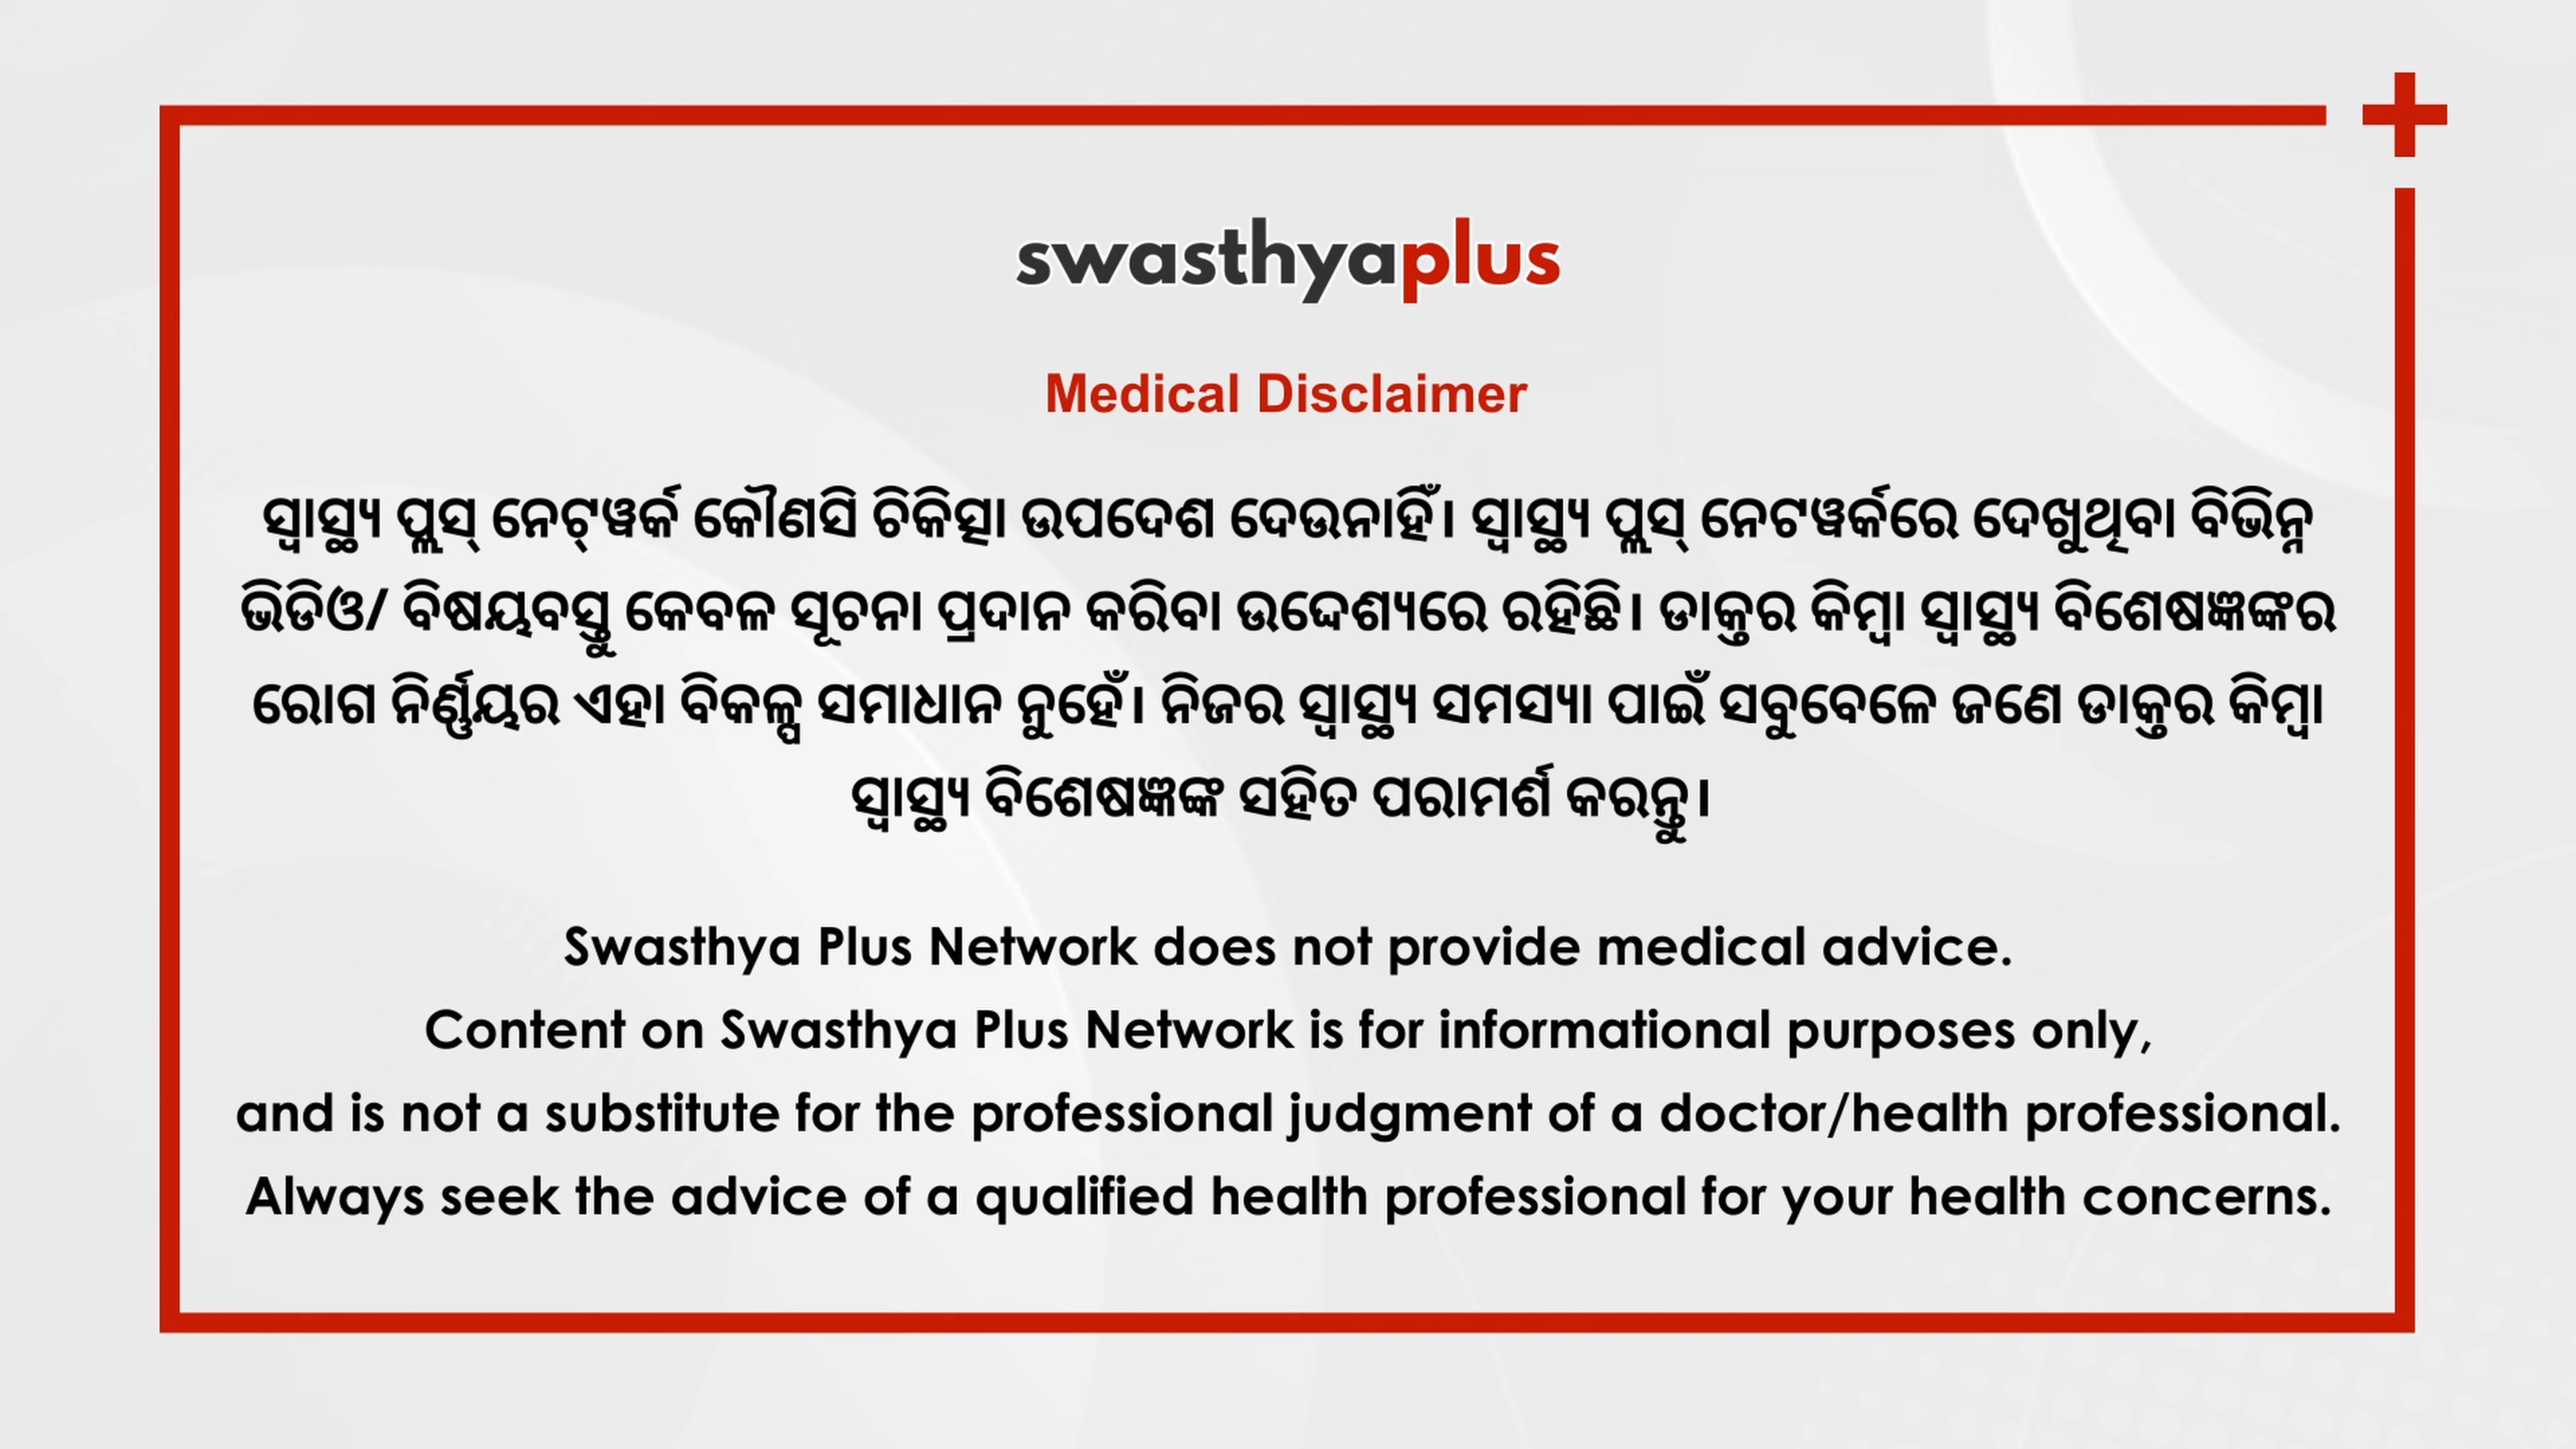 swasthyaplus
Medical Disclaimer
ସ୍ୱାସ୍ଥ୍ୟ ପ୍ଲସ୍ ନେଟ୍‌ୱର୍କ କୌଣସି ଚିକିତ୍ସା ଉପଦେଶ ଦେଉନାହିଁ। ସ୍ୱାସ୍ଥ୍ୟ ପ୍ଲସ୍ ନେଟୱର୍କରେ ଦେଖୁଥିବା ବିଭିନ୍ନ
ଭିଡିଓ/ ବିଷୟବସ୍ତୁ କେବଳ ସୂଚନା ପ୍ରଦାନ କରିବା ଉଦ୍ଦେଶ୍ୟରେ ରହିଛି। ଡାକ୍ତର କିମ୍ବା ସ୍ୱାସ୍ଥ୍ୟ ବିଶେଷଜ୍ଞଙ୍କର
ରୋଗ ନିର୍ଣ୍ଣୟର ଏହା ବିକଳ୍ପ ସମାଧାନ ନୁହେଁ। ନିଜର ସ୍ୱାସ୍ଥ୍ୟ ସମସ୍ୟା ପାଇଁ ସବୁବେଳେ ଜଣେ ଡାକ୍ତର କିମ୍ବା
ସ୍ୱାସ୍ଥ୍ୟ ବିଶେଷଜ୍ଞଙ୍କ ସହିତ ପରାମର୍ଶ କରନ୍ତୁ।
Swasthya Plus Network does not provide medical advice.
Content on Swasthya Plus Network is for informational purposes only,
and is not a substitute for the professional judgment of a doctor/health professional.
Always seek the advice of a qualified health professional for your health concerns.